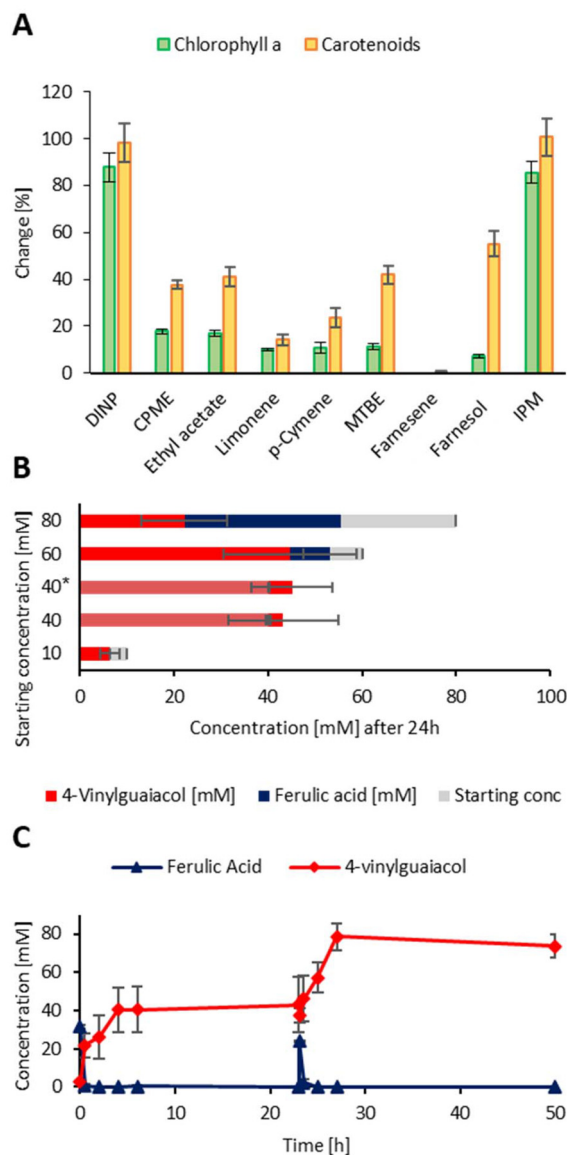 A
Chlorophyll a Carotenoids
120
100
80
60
40
20
0
Change [%]
DINP
CPME
Ethyl acetate
Limonene
p-Cymene
MTBE
Farnesene
Farnesol
IPM
B
Starting concentration [mM]
80
60
40*
40
10
0 20 40 60 80 100
Concentration [mM] after 24h
4-Vinylguaiacol [mM] Ferulic acid [mM] Starting conc
C
Ferulic Acid 4-vinylguaiacol
Concentration [mM]
80
60
40
20
0
0 10 20 30 40 50
Time [h]